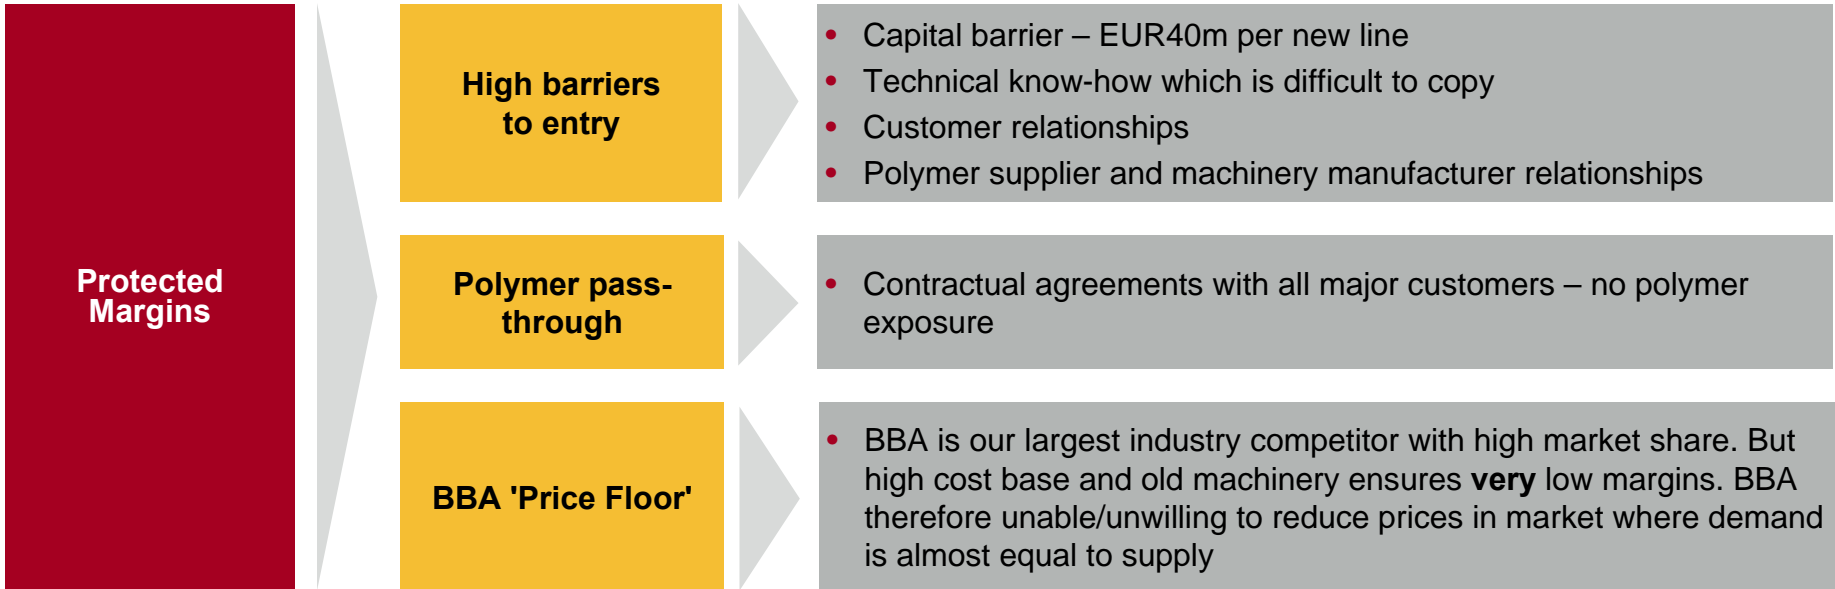 Protected
Margins
High barriers
to entry
• Capital barrier – EUR40m per new line
• Technical know-how which is difficult to copy
• Customer relationships
• Polymer supplier and machinery manufacturer relationships
Polymer pass-
through
• Contractual agreements with all major customers – no polymer
exposure
BBA 'Price Floor'
• BBA is our largest industry competitor with high market share. But
high cost base and old machinery ensures very low margins. BBA
therefore unable/unwilling to reduce prices in market where demand
is almost equal to supply